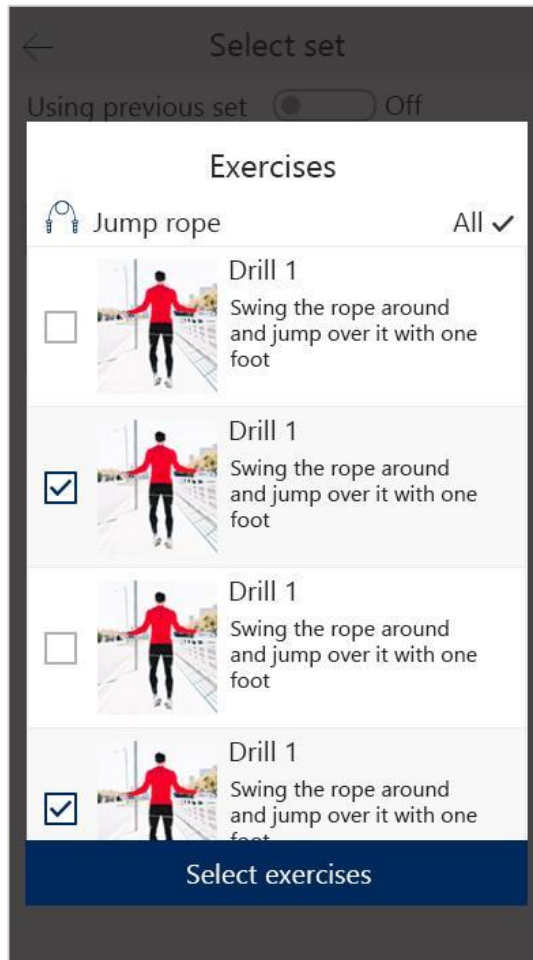 Select set
Using previous set Off
Exercises
Jump rope All
Drill 1
Swing the rope around
and jump over it with one
foot
Drill 1
Swing the rope around
and jump over it with one
foot
Drill 1
Swing the rope around
and jump over it with one
foot
Drill 1
Swing the rope around
and jump over it with one
foot
Select exercises